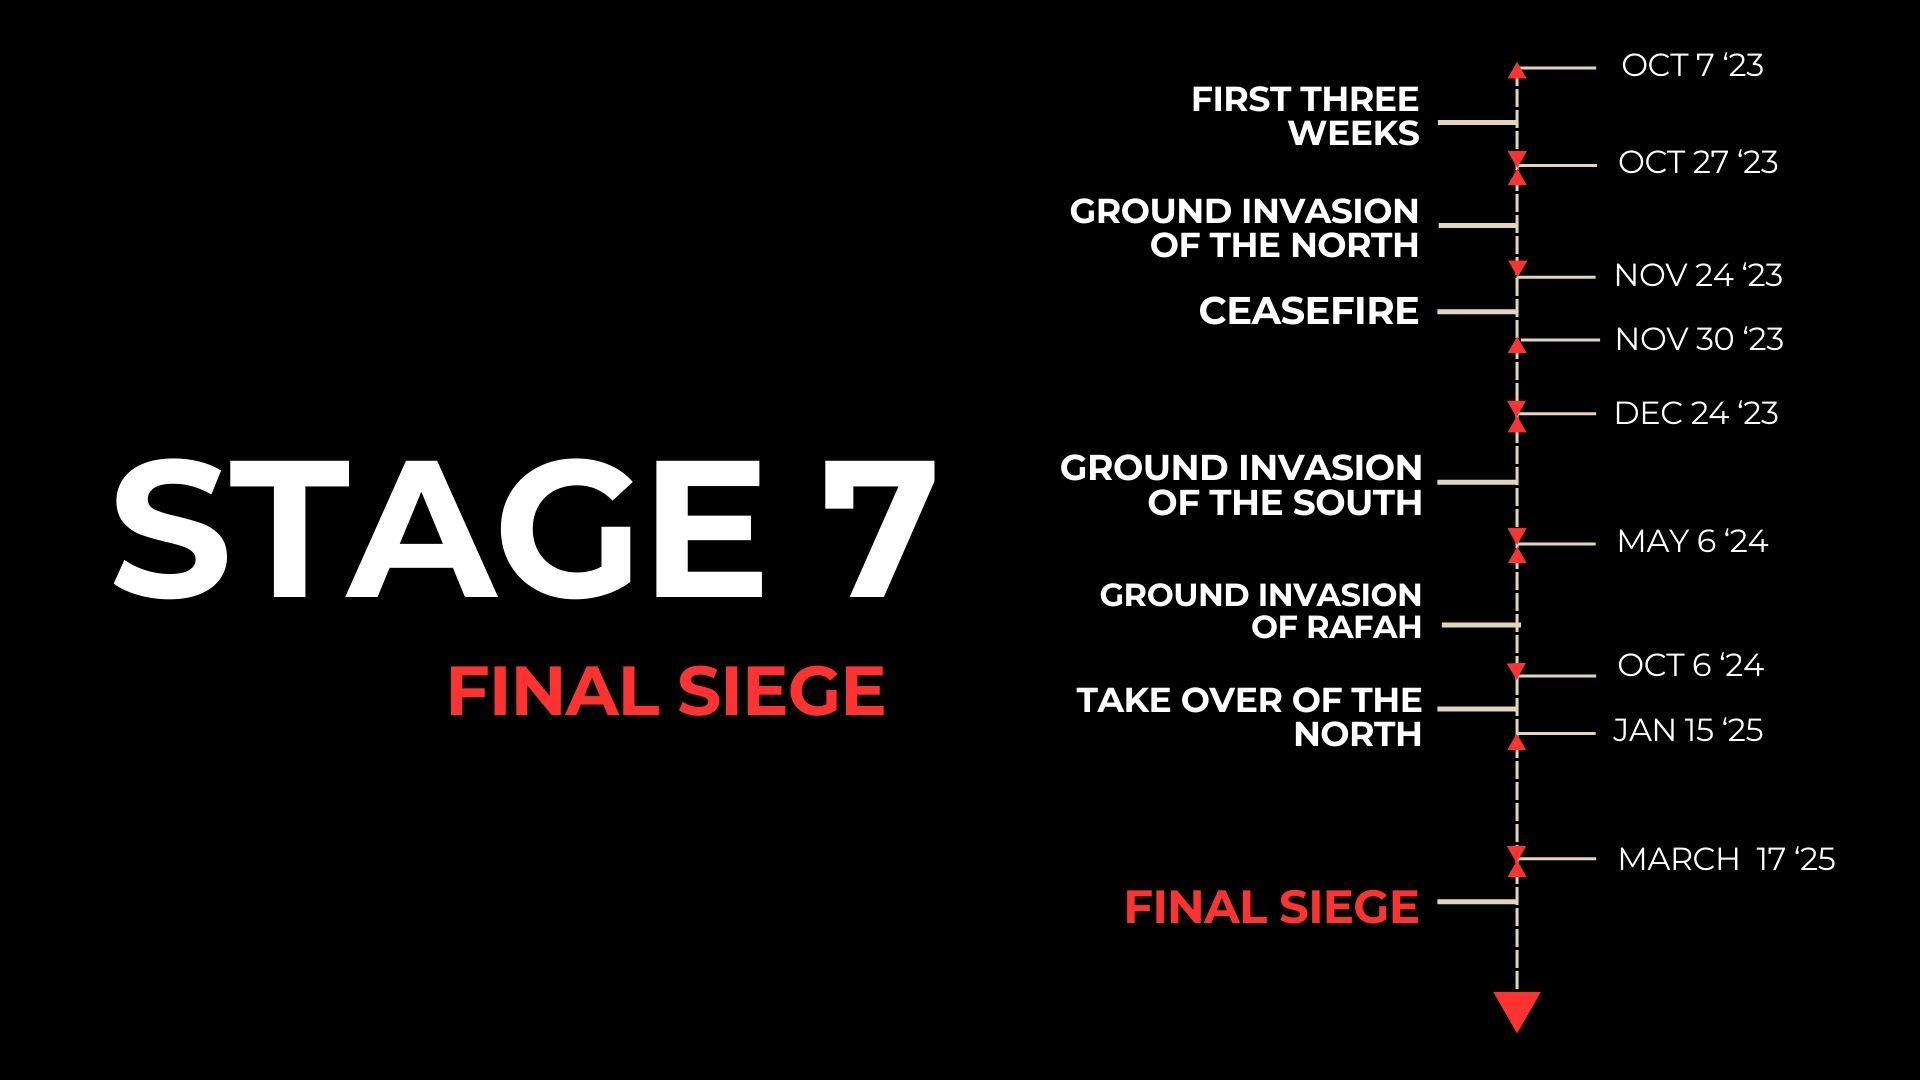 STAGE 7
FINAL SIEGE
OCT 7 ‘23
FIRST THREE
WEEKS
OCT 27 ‘23
GROUND INVASION
OF THE NORTH
NOV 24 ‘23
CEASEFIRE
NOV 30 ‘23
DEC 24 ‘23
GROUND INVASION
OF THE SOUTH
MAY 6 ‘24
GROUND INVASION
OF RAFAH
OCT 6 ‘24
TAKE OVER OF THE
NORTH
JAN 15 ‘25
MARCH 17 ‘25
FINAL SIEGE